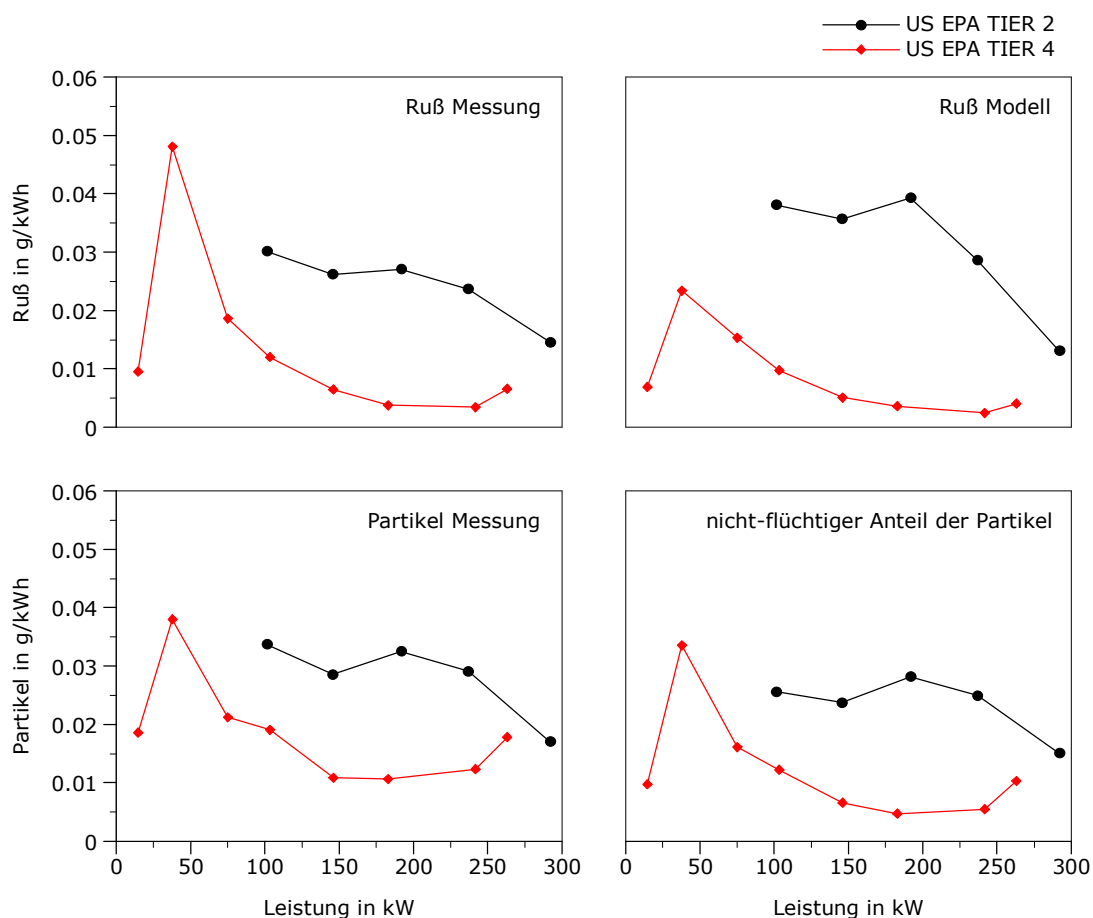 US EPA TIER 2
US EPA TIER 4
Ruß Messung
Ruß Modell
Ruß in g/kWh
0.06
0.05
0.04
0.03
0.02
0.01
0
Partikel Messung
nicht-flüchtiger Anteil der Partikel
Partikel in g/kWh
0.06
0.05
0.04
0.03
0.02
0.01
0
0 50 100 150 200 250 300
0 50 100 150 200 250 300
Leistung in kW
Leistung in kW